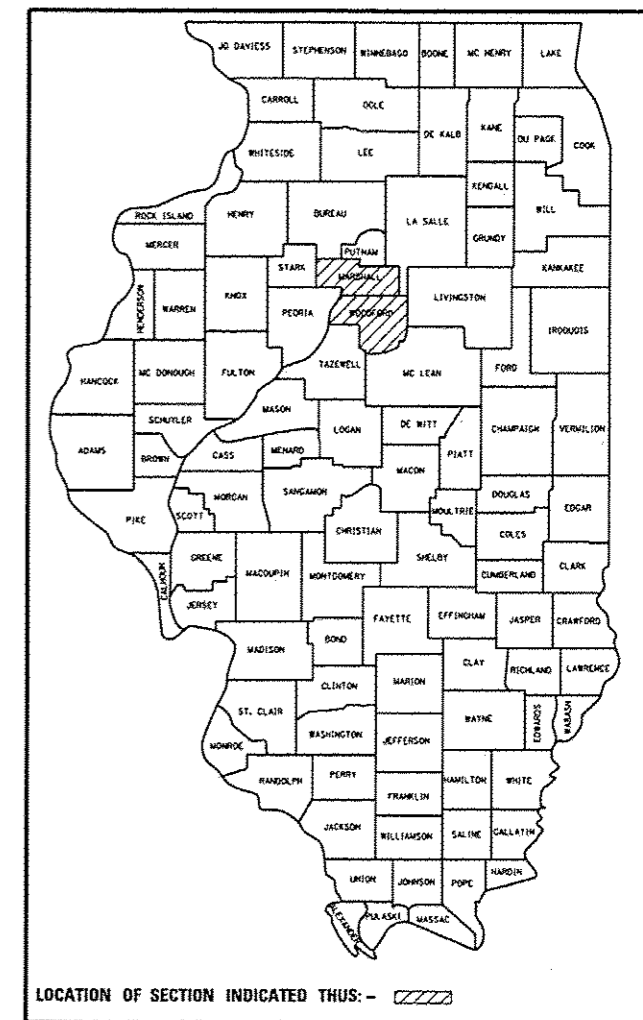 JO DAVIESS STEPHENSON WINNEBAGO BOONE MC HENRY LAKE
CARROLL OGLE DE KALB KANE DU PAGE COOK
WHITESIDE LEE KENDALL WILL
ROCK ISLAND HENRY BUREAU LA SALLE GRUNDY
MERCER STARK PUTNAM KANKAKEE
HENDERSON WARREN KNOX PEORIA MARSHALL WOODFORD LIVINGSTON IROQUOIS
HANCOCK MC DONOUGH FULTON TAZEWELL MC LEAN FORD
SCHUYLER MASON LOGAN DE WITT CHAMPAIGN VERMILION
ADAMS BROWN CASS MENARD MACON PIATT
PIKE SCOTT MORGAN SANGAMON CHRISTIAN MOULTRIE DOUGLAS EDGAR
COLES
CALHOUN GREENE MACOUPIN MONTGOMERY SHELBY CUMBERLAND CLARK
JERSEY FAYETTE EFFINGHAM JASPER CRAWFORD
MADISON BOND CLAY RICHLAND LAWRENCE
CLINTON MARION
ST. CLAIR WASHINGTON JEFFERSON WAYNE EDWARDS WABASH
MONROE
RANDOLPH PERRY FRANKLIN HAMILTON WHITE
JACKSON WILLIAMSON SALINE GALLATIN
UNION JOHNSON POPE HARDIN
ALEXANDER PULASKI MASSAC
LOCATION OF SECTION INDICATED THUS: -